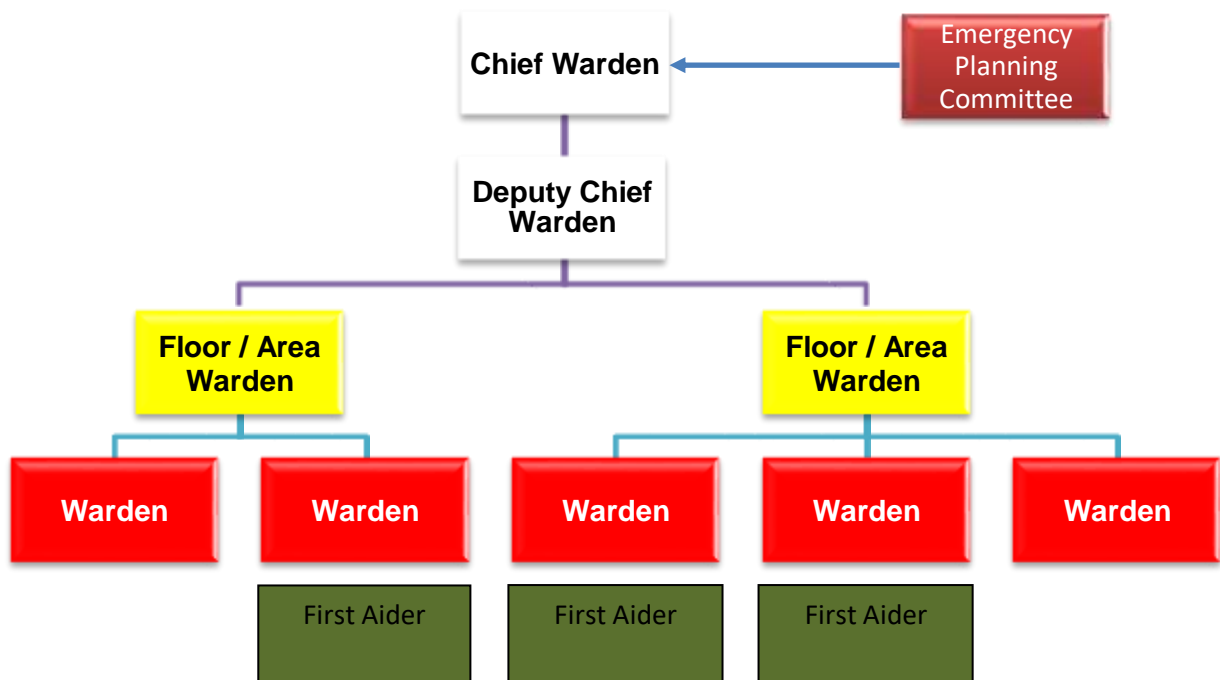 Emergency
Planning
Committee
Chief Warden
Deputy Chief
Warden
Floor / Area
Warden
Floor / Area
Warden
Warden
Warden
Warden
Warden
Warden
First Aider
First Aider
First Aider